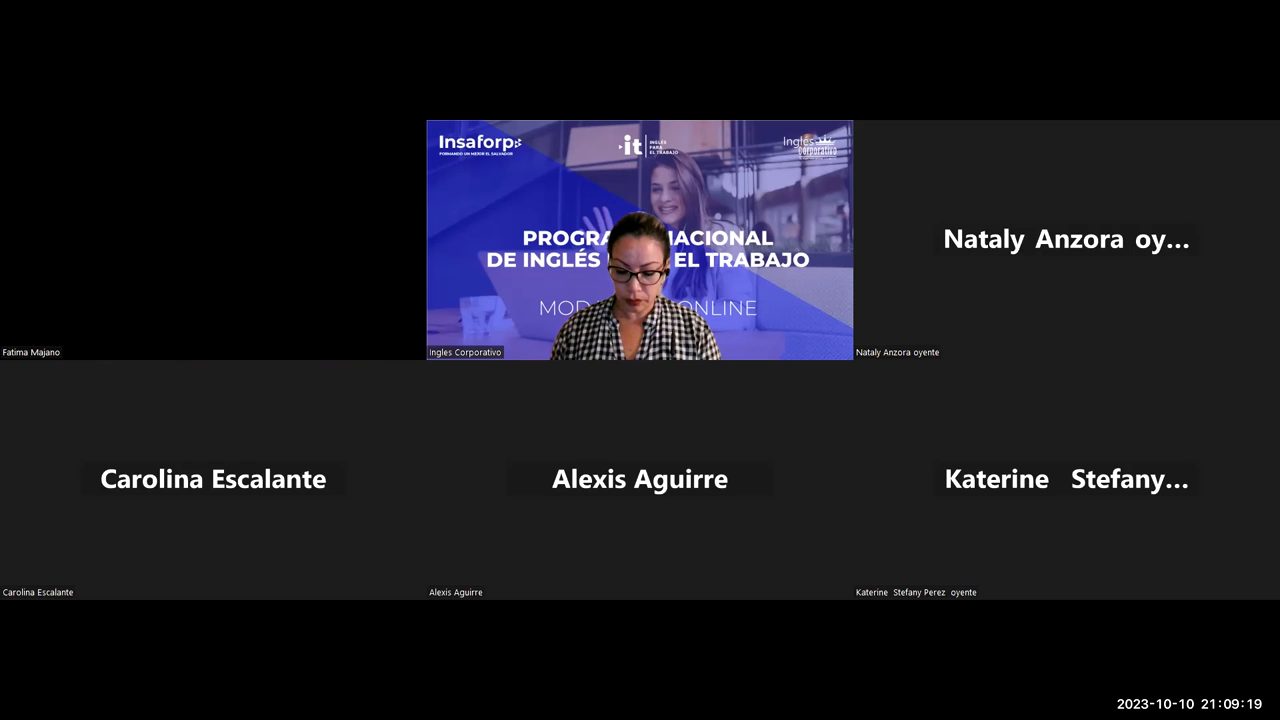 Insaforp
FORMANDO UN MEJOR EL SALVADOR
it
INGLÉS
PARA
EL TRABAJO
Inglés
corporativo
PROGRA NACIONAL
DE INGLÉS EL TRABAJO
MOD ONLINE
Fatima Majano
Ingles Corporativo
Nataly Anzora oy...
Nataly Anzora oyente
Carolina Escalante
Carolina Escalante
Alexis Aguirre
Alexis Aguirre
Katerine Stefany...
Katerine Stefany Perez oyente
2023-10-10 21:09:19